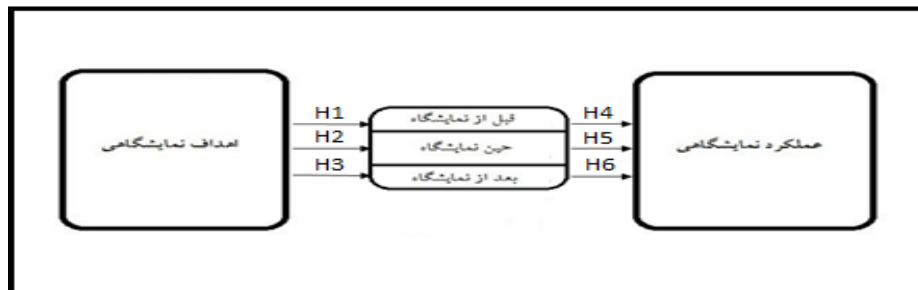 اهداف نمایشگاهی
H1
H2
H3
قبل از نمایشگاه
حین نمایشگاه
بعد از نمایشگاه
H4
H5
H6
عملکرد نمایشگاهی